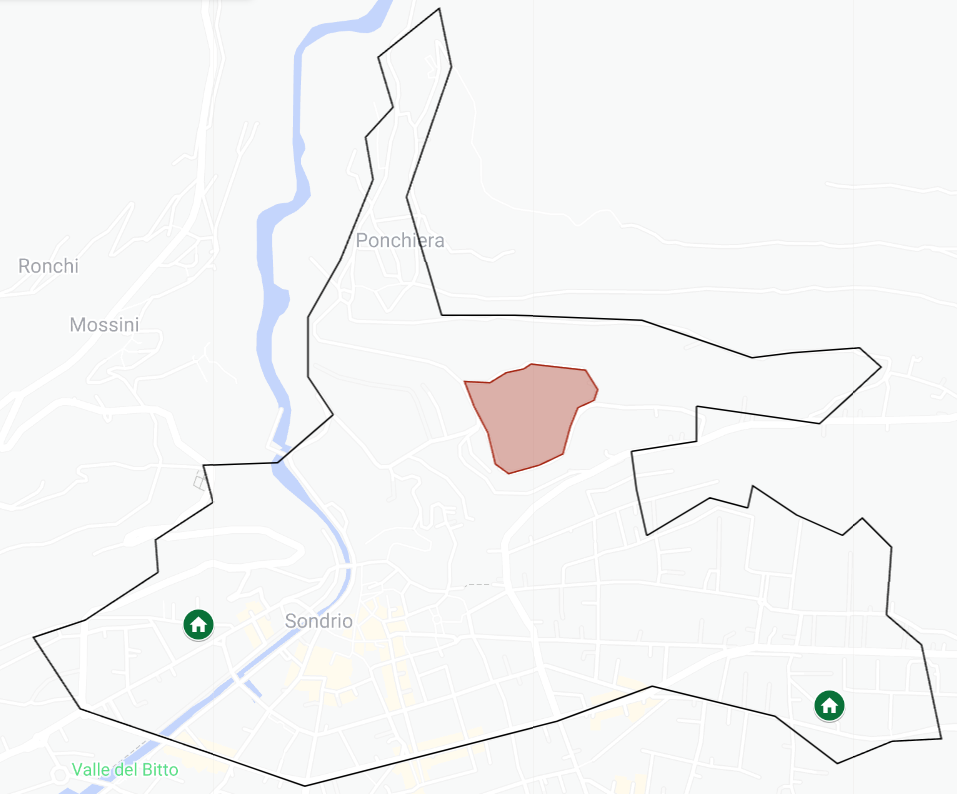 Ponchiera
Ronchi
Mossini
Sondrio
Valle del Bitto